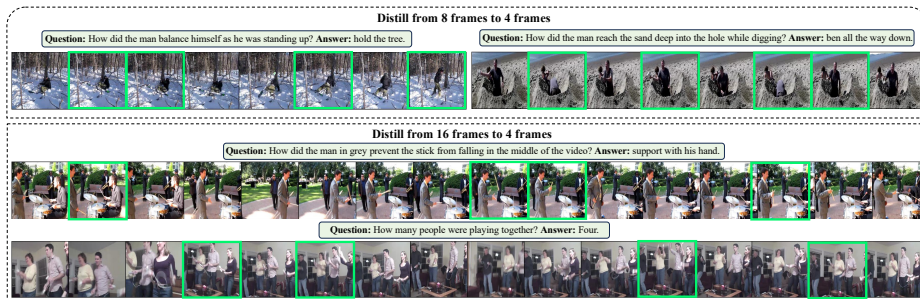 Distill from 8 frames to 4 frames
Question: How did the man balance himself as he was standing up? Answer: hold the tree.
Question: How did the man reach the sand deep into the hole while digging? Answer: ben all the way down.
Distill from 16 frames to 4 frames
Question: How did the man in grey prevent the stick from falling in the middle of the video? Answer: support with his hand.
Question: How many people were playing together? Answer: Four.